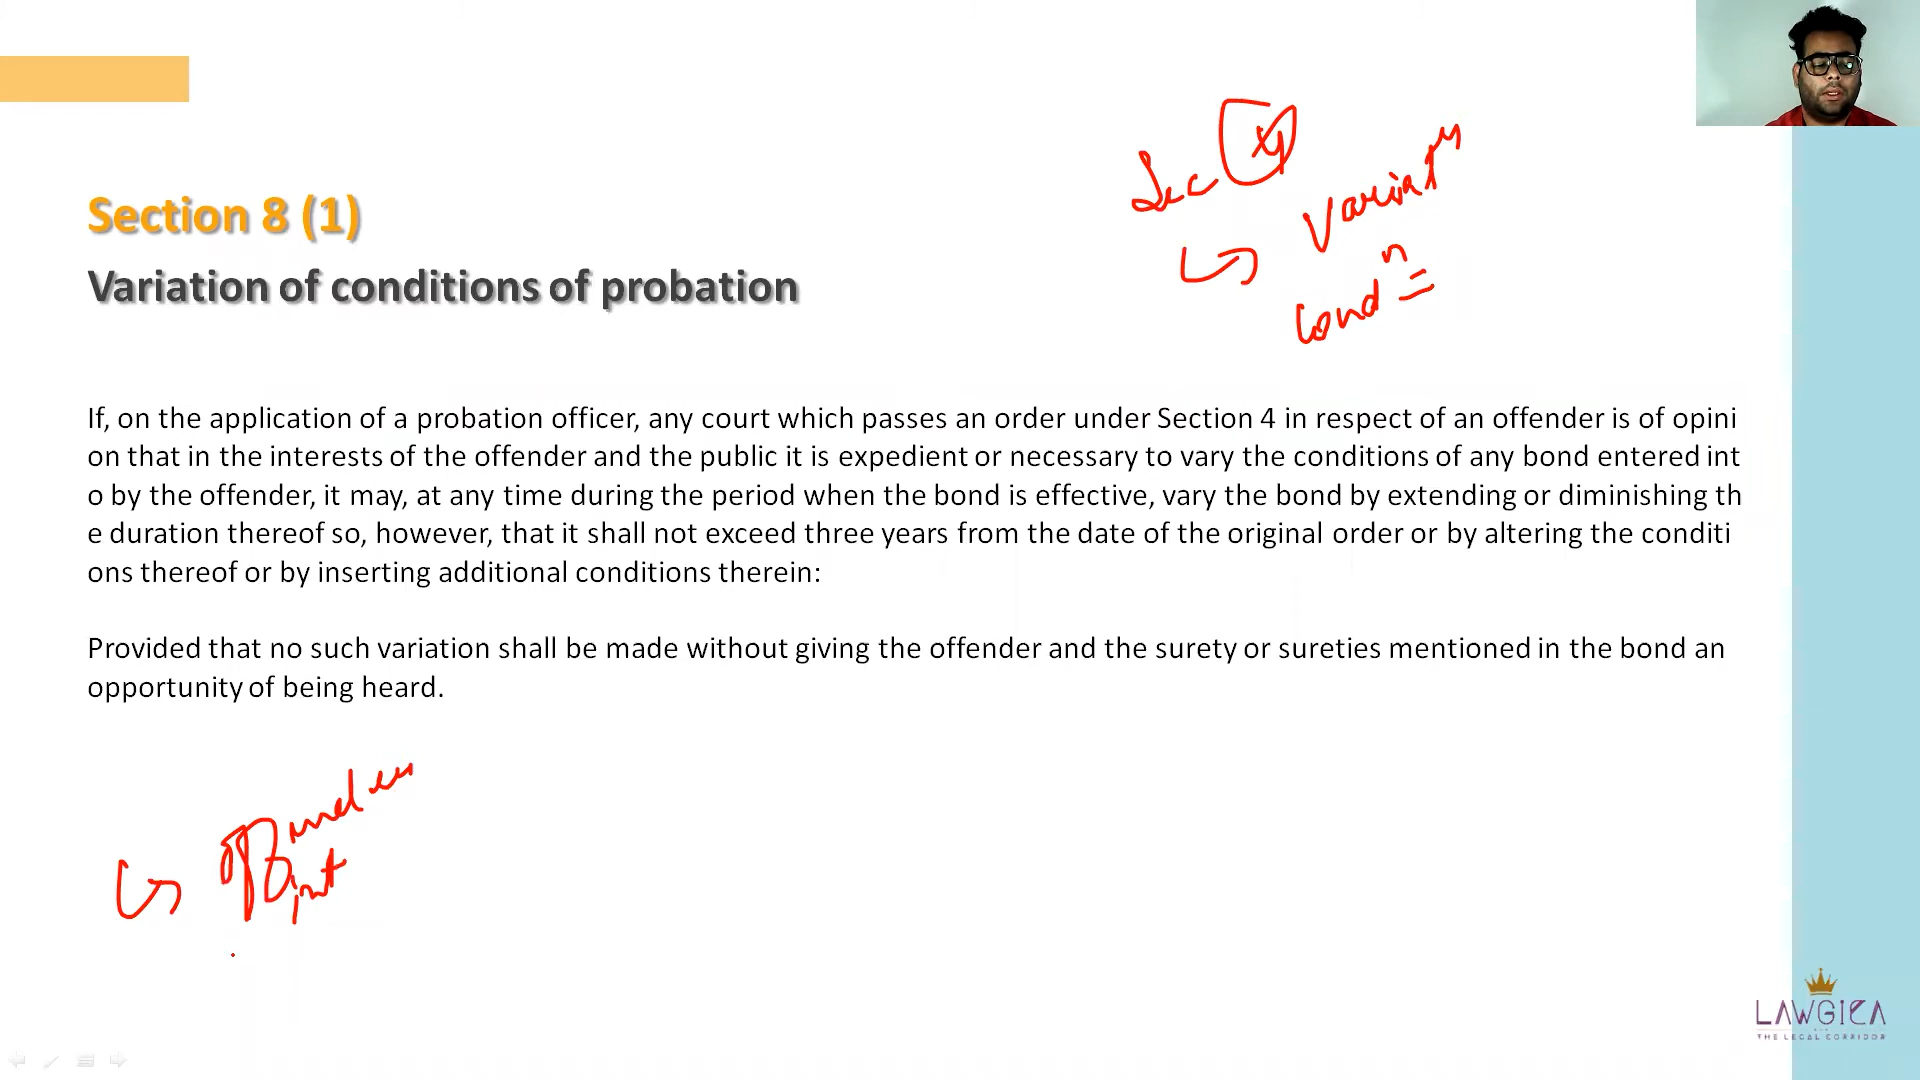 Section 8 (1)
Variation of conditions of probation
Sec 4
Variatn
condn
If, on the application of a probation officer, any court which passes an order under Section 4 in respect of an offender is of opini
on that in the interests of the offender and the public it is expedient or necessary to vary the conditions of any bond entered int
o by the offender, it may, at any time during the period when the bond is effective, vary the bond by extending or diminishing th
e duration thereof so, however, that it shall not exceed three years from the date of the original order or by altering the conditi
ons thereof or by inserting additional conditions therein:
Provided that no such variation shall be made without giving the offender and the surety or sureties mentioned in the bond an
opportunity of being heard.
int
LAWGICA
THE LEGAL CORRIDOR